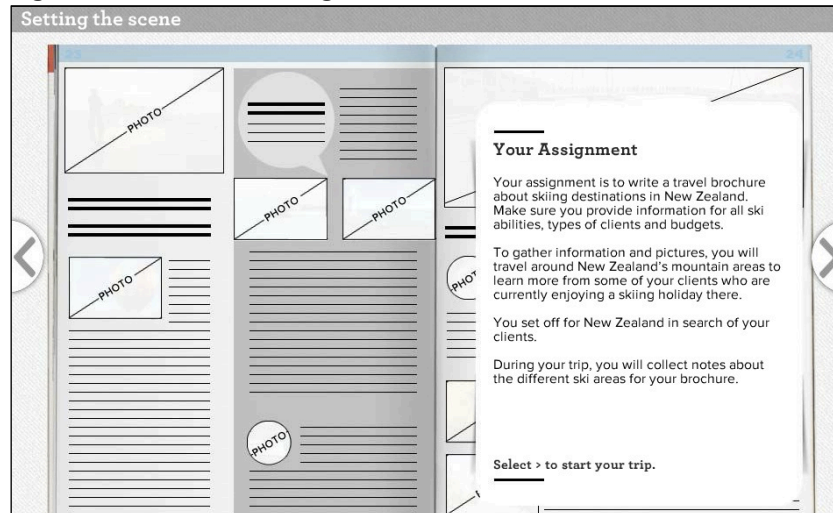 Setting the scene
23
24
PHOTO
PHOTO
PHOTO
PHOTO
PHOTO
PHOTO
Your Assignment
Your assignment is to write a travel brochure
about skiing destinations in New Zealand.
Make sure you provide information for all ski
abilities, types of clients and budgets.
To gather information and pictures, you will
travel around New Zealand's mountain areas to
learn more from some of your clients who are
currently enjoying a skiing holiday there.
You set off for New Zealand in search of your
clients.
During your trip, you will collect notes about
the different ski areas for your brochure.
Select > to start your trip.